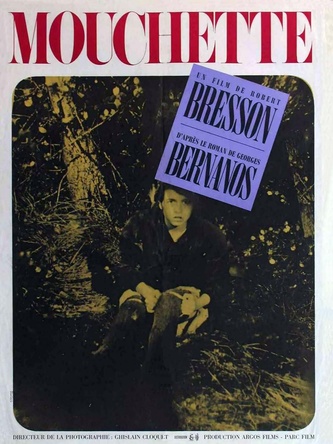 MOUCHETTE
UN FILM DE ROBERT
BRESSON
D'APRÈS LE ROMAN DE GEORGES
BERNANOS
DIRECTEUR DE LA PHOTOGRAPHIE : GHISLAIN CLOQUET
PRODUCTION ARGOS FILMS - PARC FILM